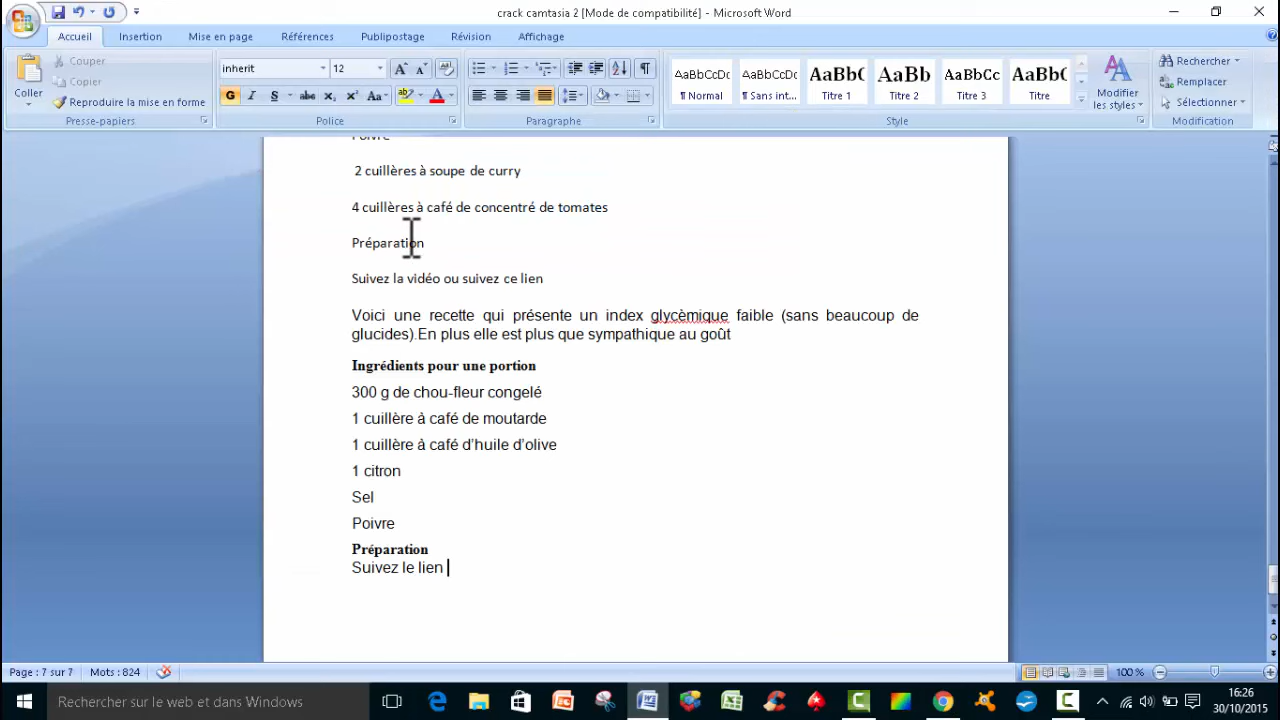 crack camtasia 2 [Mode de compatibilité] - Microsoft Word
Accueil Insertion Mise en page Références Publipostage Révision Affichage
Coller
Couper
Copier
Reproduire la mise en forme
Presse-papiers
inherit 12
G I S abe x₂ x² Aa
Police
Paragraphe
AaBbCcDc AaBbCcDc AaBbC AaBb AaBbCc AaBbC
¶ Normal ¶ Sans int... Titre 1 Titre 2 Titre 3 Titre
Modifier les styles
Style
Rechercher
Remplacer
Sélectionner
Modification
Poivre
2 cuillères à soupe de curry
4 cuillères à café de concentré de tomates
Préparation
Suivez la vidéo ou suivez ce lien
Voici une recette qui présente un index glycèmique faible (sans beaucoup de
glucides).En plus elle est plus que sympathique au goût
Ingrédients pour une portion
300 g de chou-fleur congelé
1 cuillère à café de moutarde
1 cuillère à café d’huile d’olive
1 citron
Sel
Poivre
Préparation
Suivez le lien
Page : 7 sur 7 Mots : 824 100 %
Rechercher sur le web et dans Windows
16:26
30/10/2015